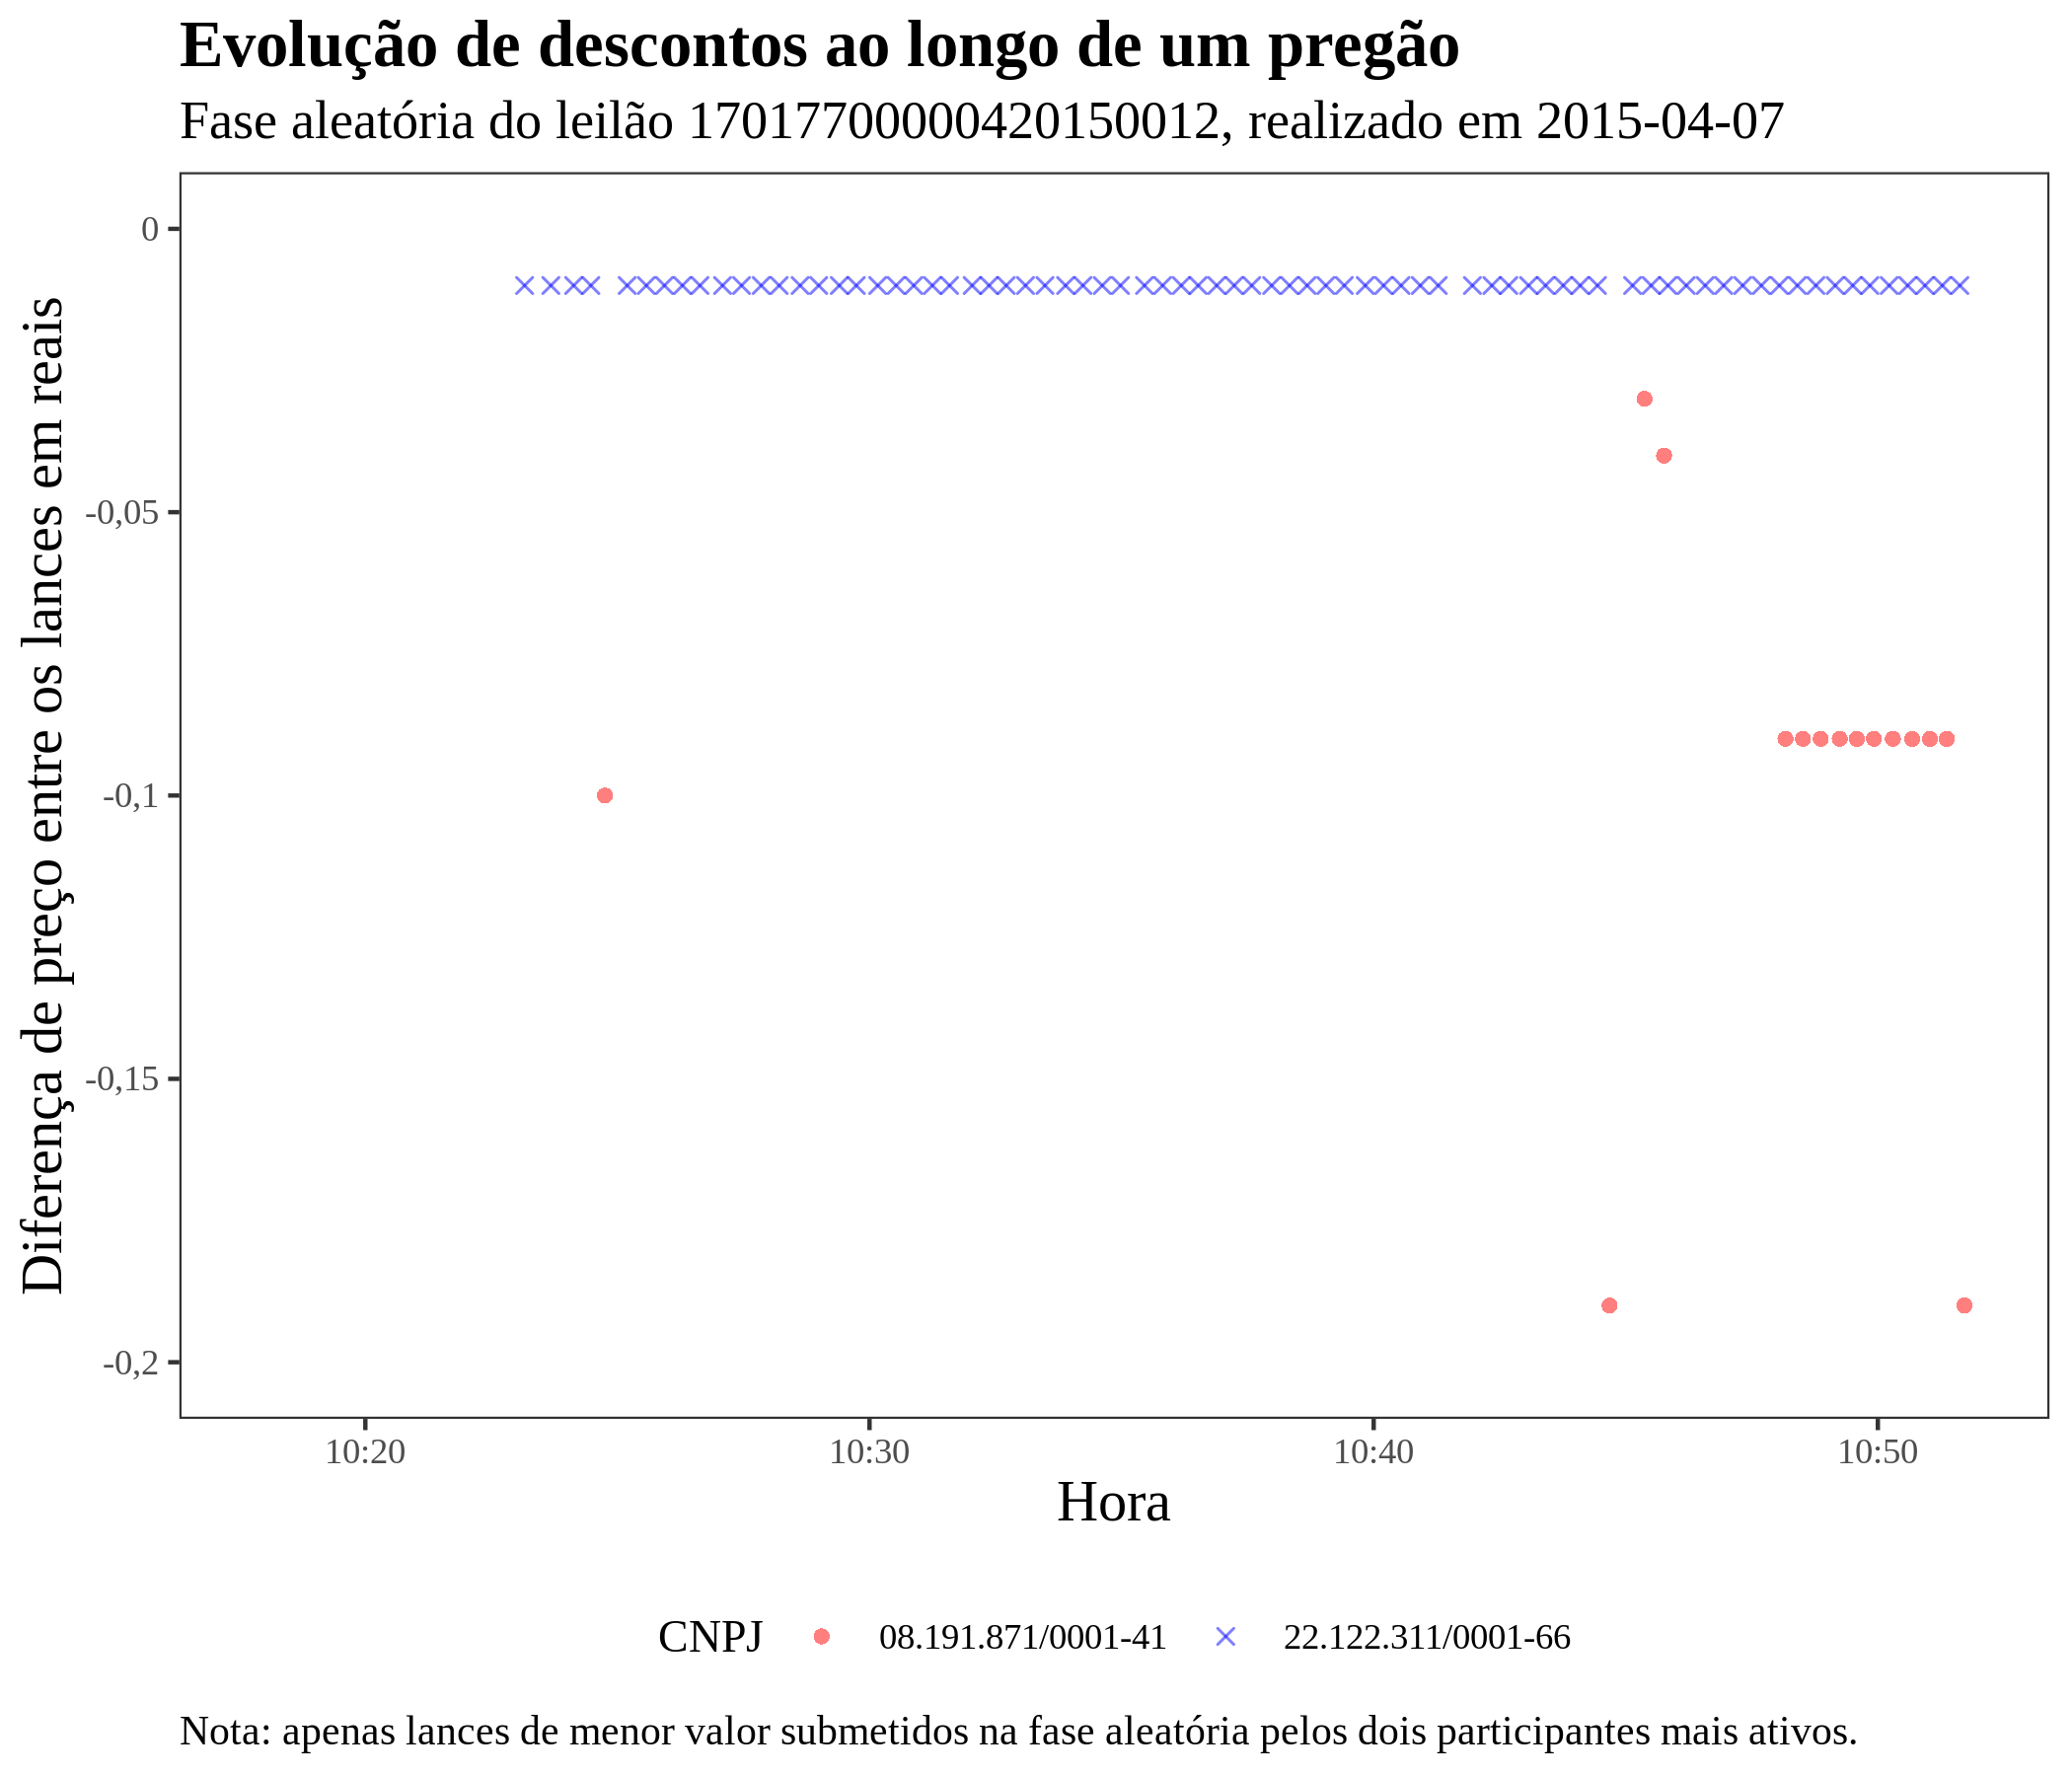 Evolução de descontos ao longo de um pregão
Fase aleatória do leilão 17017700000420150012, realizado em 2015-04-07
Diferença de preço entre os lances em reais
0
-0,05
-0,1
-0,15
-0,2
10:20 10:30 10:40 10:50
Hora
CNPJ 08.191.871/0001-41 22.122.311/0001-66
Nota: apenas lances de menor valor submetidos na fase aleatória pelos dois participantes mais ativos.